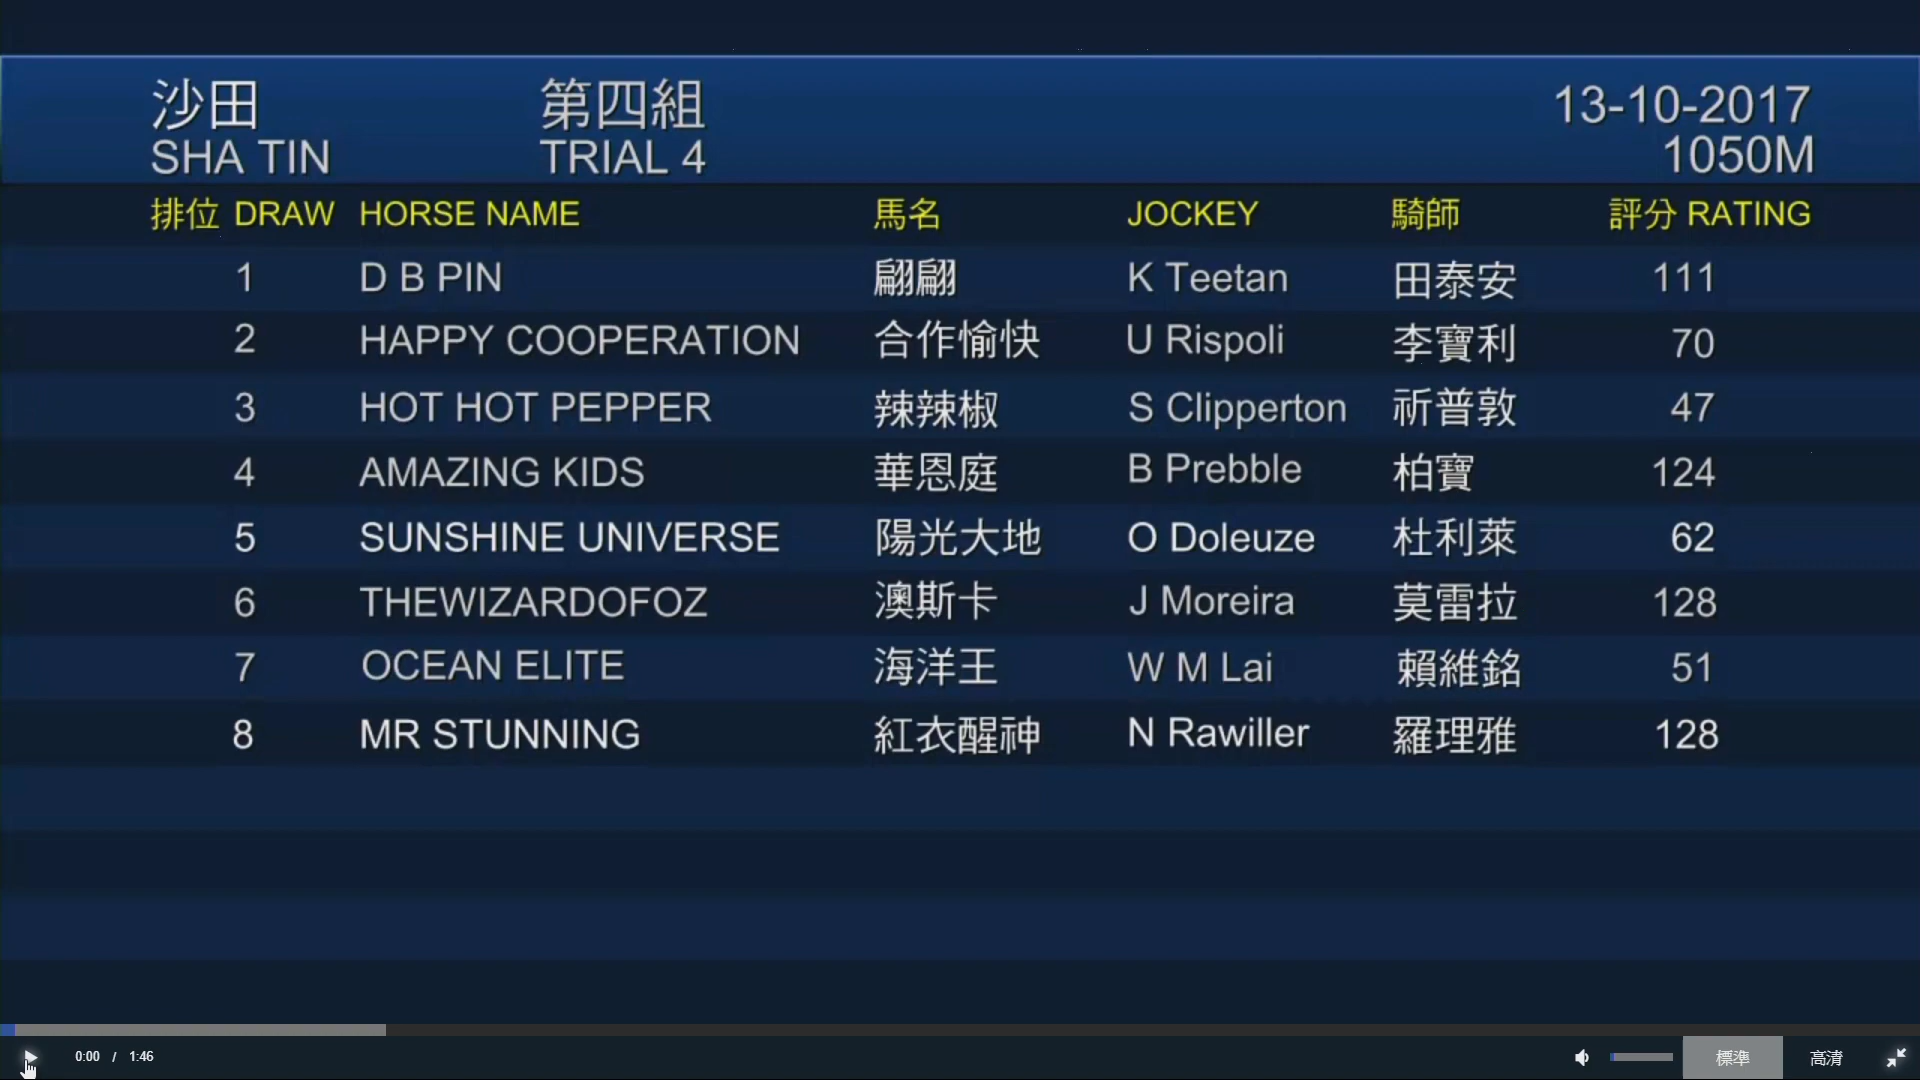 沙田 第四組 13-10-2017
SHA TIN TRIAL 4 1050M
排位 DRAW HORSE NAME 馬名 JOCKEY 騎師 評分 RATING
1 D B PIN 翩翩 K Teetan 田泰安 111
2 HAPPY COOPERATION 合作愉快 U Rispoli 李寶利 70
3 HOT HOT PEPPER 辣辣椒 S Clipperton 祈普敦 47
4 AMAZING KIDS 華恩庭 B Prebble 柏寶 124
5 SUNSHINE UNIVERSE 陽光大地 O Doleuze 杜利萊 62
6 THEWIZARDOFOZ 澳斯卡 J Moreira 莫雷拉 128
7 OCEAN ELITE 海洋王 W M Lai 賴維銘 51
8 MR STUNNING 紅衣醒神 N Rawiller 羅理雅 128
0:00 / 1:46 標準 高清